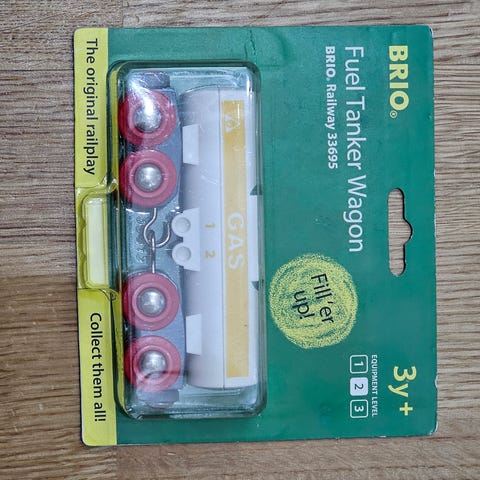 BRIO®
Fuel Tanker Wagon
BRIO® Railway 33695
3y+
EQUIPMENT LEVEL
1 2 3
Fill 'er
up!
GAS
1 2
The original railplay
Collect them all!